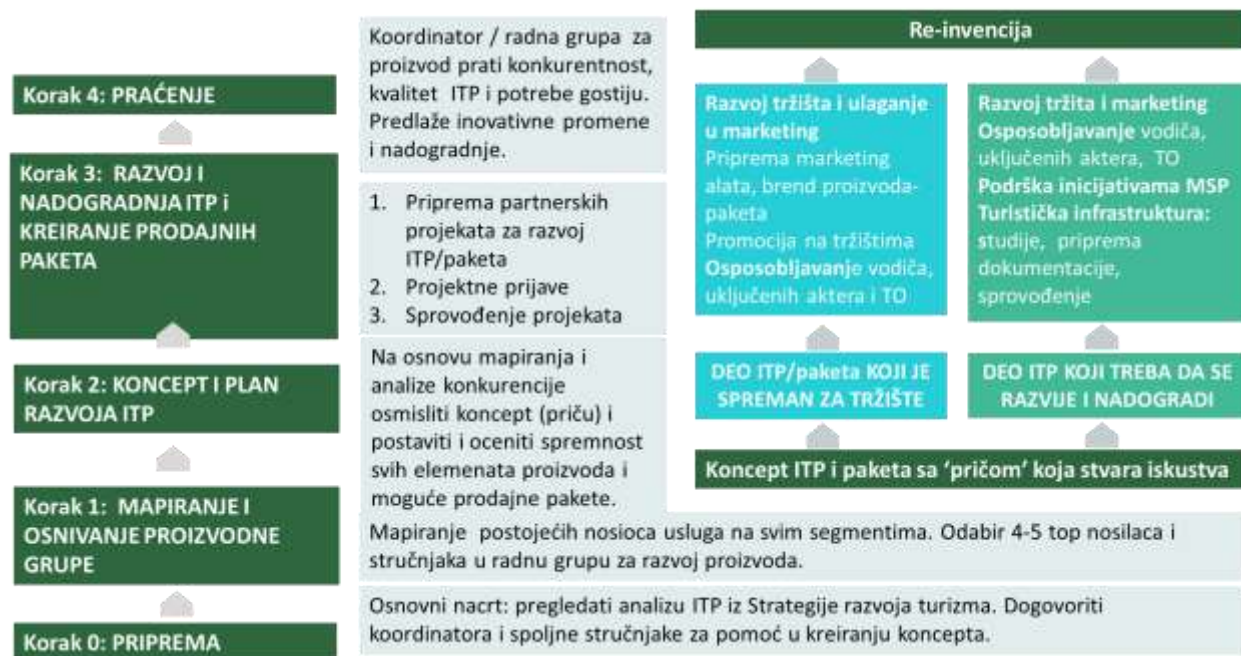 Korak 4: PRAĆENJE
Korak 3: RAZVOJ I
NADOGRADNJA ITP i
KREIRANJE PRODAJNIH
PAKETA
Korak 2: KONCEPT I PLAN
RAZVOJA ITP
Korak 1: MAPIRANJE I
OSNIVANJE PROIZVODNE
GRUPE
Korak 0: PRIPREMA
Koordinator / radna grupa za
proizvod prati konkurentnost,
kvalitet ITP i potrebe gostiju.
Predlaže inovativne promene
i nadogradnje.
1. Priprema partnerskih
projekata za razvoj
ITP/paketa
2. Projektne prijave
3. Sprovođenje projekata
Na osnovu mapiranja i
analize konkurencije
osmisliti koncept (priču) i
postaviti i oceniti spremnost
svih elemenata proizvoda i
moguće prodajne pakete.
Mapiranje postojećih nosioca usluga na svim segmentima. Odabir 4-5 top nosilaca i
stručnjaka u radnu grupu za razvoj proizvoda.
Osnovni nacrt: pregledati analizu ITP iz Strategije razvoja turizma. Dogovoriti
koordinatora i spoljne stručnjake za pomoć u kreiranju koncepta.
Re-invencija
Razvoj tržišta i ulaganje
u marketing
Priprema marketing
alata, brend proizvoda-
paketa
Promocija na tržištima
Osposobljavanje vodiča,
uključenih aktera i TO
Razvoj tržita i marketing
Osposobljavanje vodiča,
uključenih aktera, TO
Podrška inicijativama MSP
Turistička infrastruktura:
studije, priprema
dokumentacije,
sprovođenje
DEO ITP/paketa KOJI JE
SPREMAN ZA TRŽIŠTE
DEO ITP KOJI TREBA DA SE
RAZVIJE I NADOGRADI
Koncept ITP i paketa sa 'pričom' koja stvara iskustva